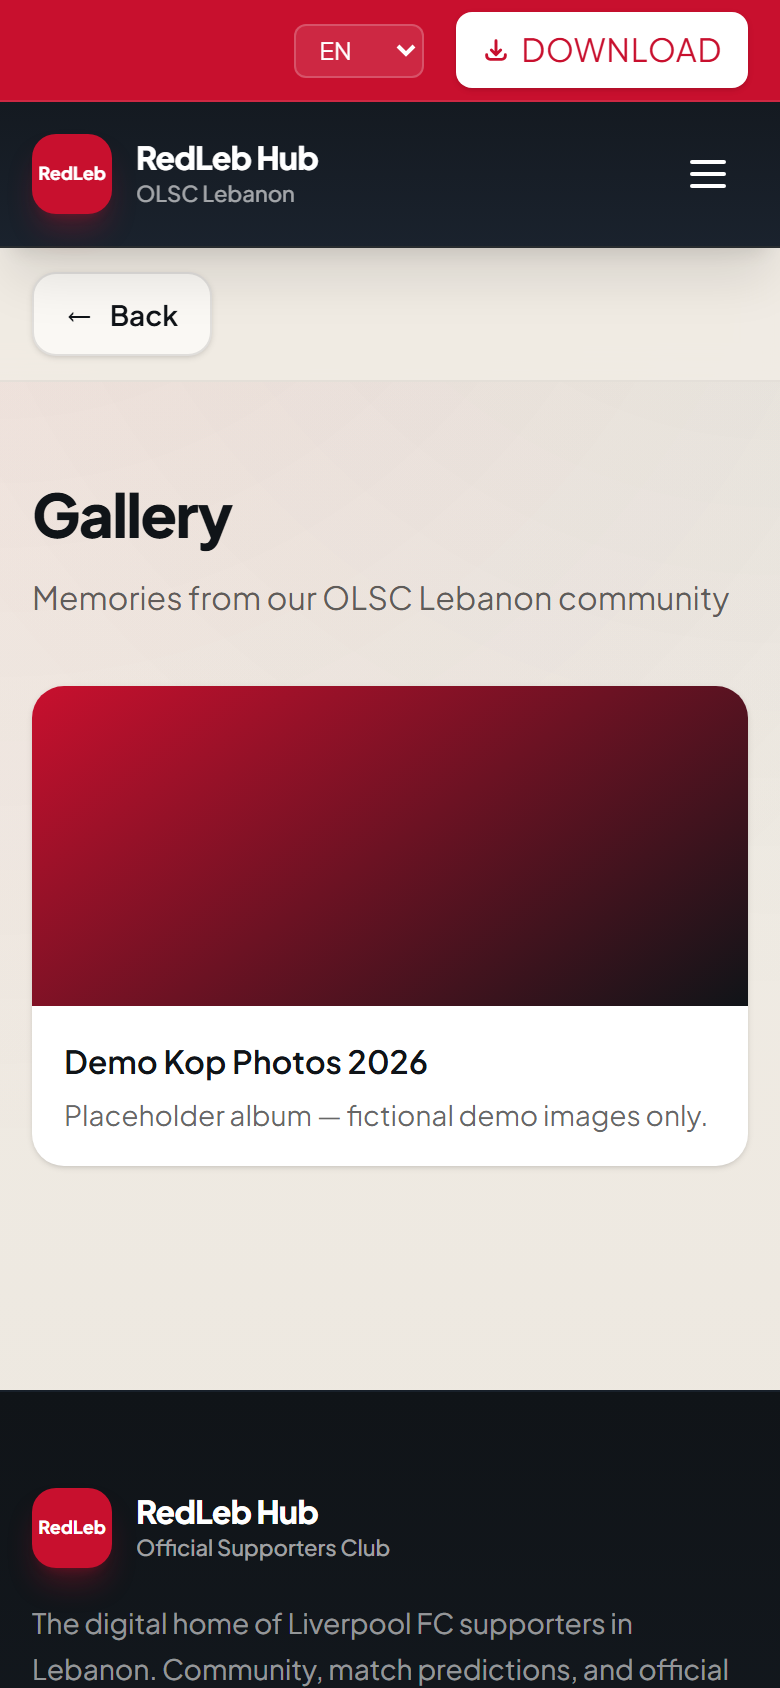 EN
DOWNLOAD
RedLeb
RedLeb Hub
OLSC Lebanon
← Back
Gallery
Memories from our OLSC Lebanon community
Demo Kop Photos 2026
Placeholder album — fictional demo images only.
RedLeb
RedLeb Hub
Official Supporters Club
The digital home of Liverpool FC supporters in
Lebanon. Community, match predictions, and official